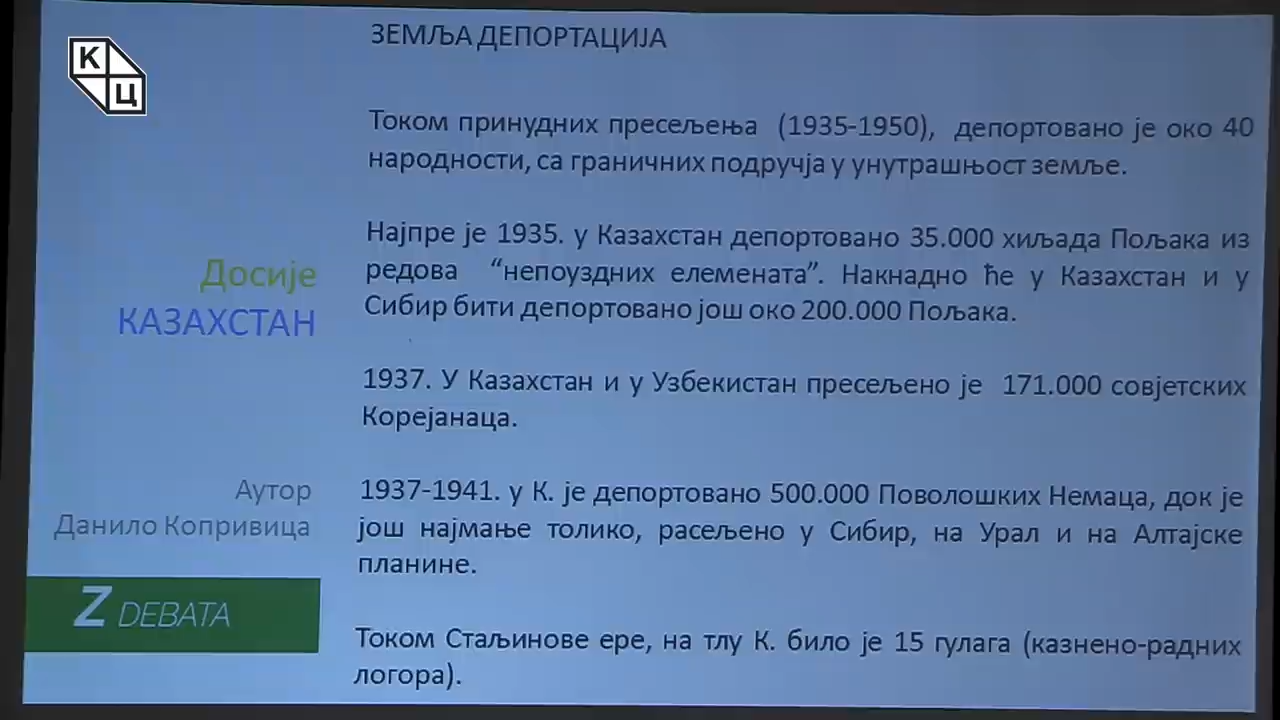 К
Ц
ЗЕМЉА ДЕПОРТАЦИЈА
Током принудних пресељења (1935-1950), депортовано је око 40
народности, са граничних подручја у унутрашњост земље.
Најпре је 1935. у Казахстан депортовано 35.000 хиљада Пољака из
редова “непоуздних елемената”. Накнадно ће у Казахстан и у
Сибир бити депортовано још око 200.000 Пољака.
1937. У Казахстан и у Узбекистан пресељено је 171.000 совјетских
Корејанаца.
1937-1941. у К. је депортовано 500.000 Поволошких Немаца, док је
још најмање толико, расељено у Сибир, на Урал и на Алтајске
планине.
Током Стаљинове ере, на тлу К. било је 15 гулага (казнено-радних
логора).
Досије
КАЗАХСТАН
Аутор
Данило Копривица
Z DEBATA